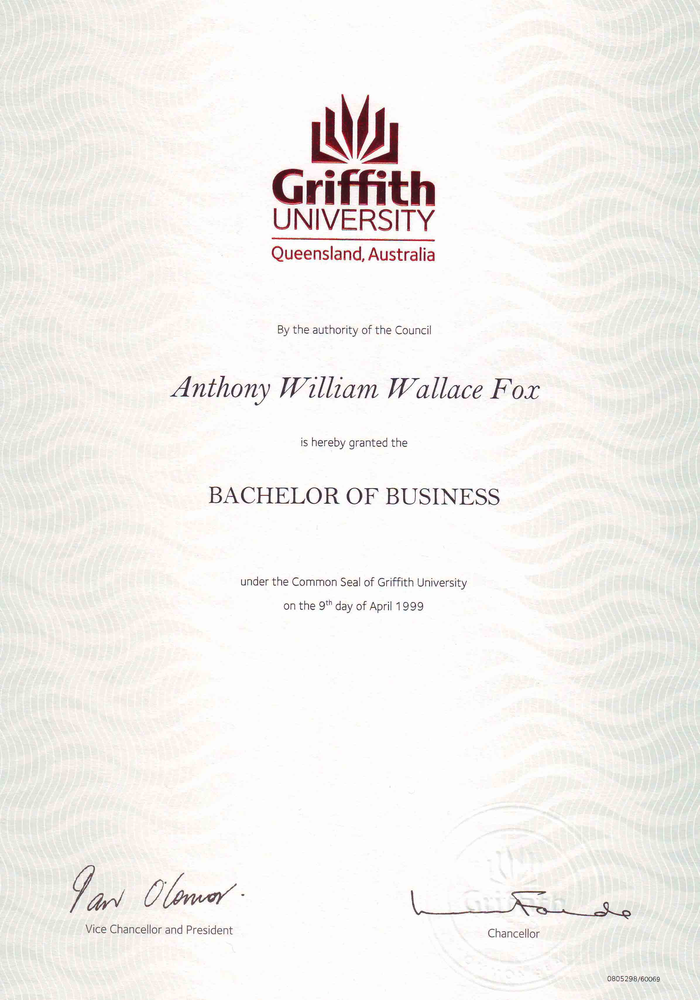 Griffith
UNIVERSITY
Queensland, Australia
By the authority of the Council
Anthony William Wallace Fox
is hereby granted the
BACHELOR OF BUSINESS
under the Common Seal of Griffith University
on the 9th day of April 1999
Vice Chancellor and President
Chancellor
Griffith
0805298/60069